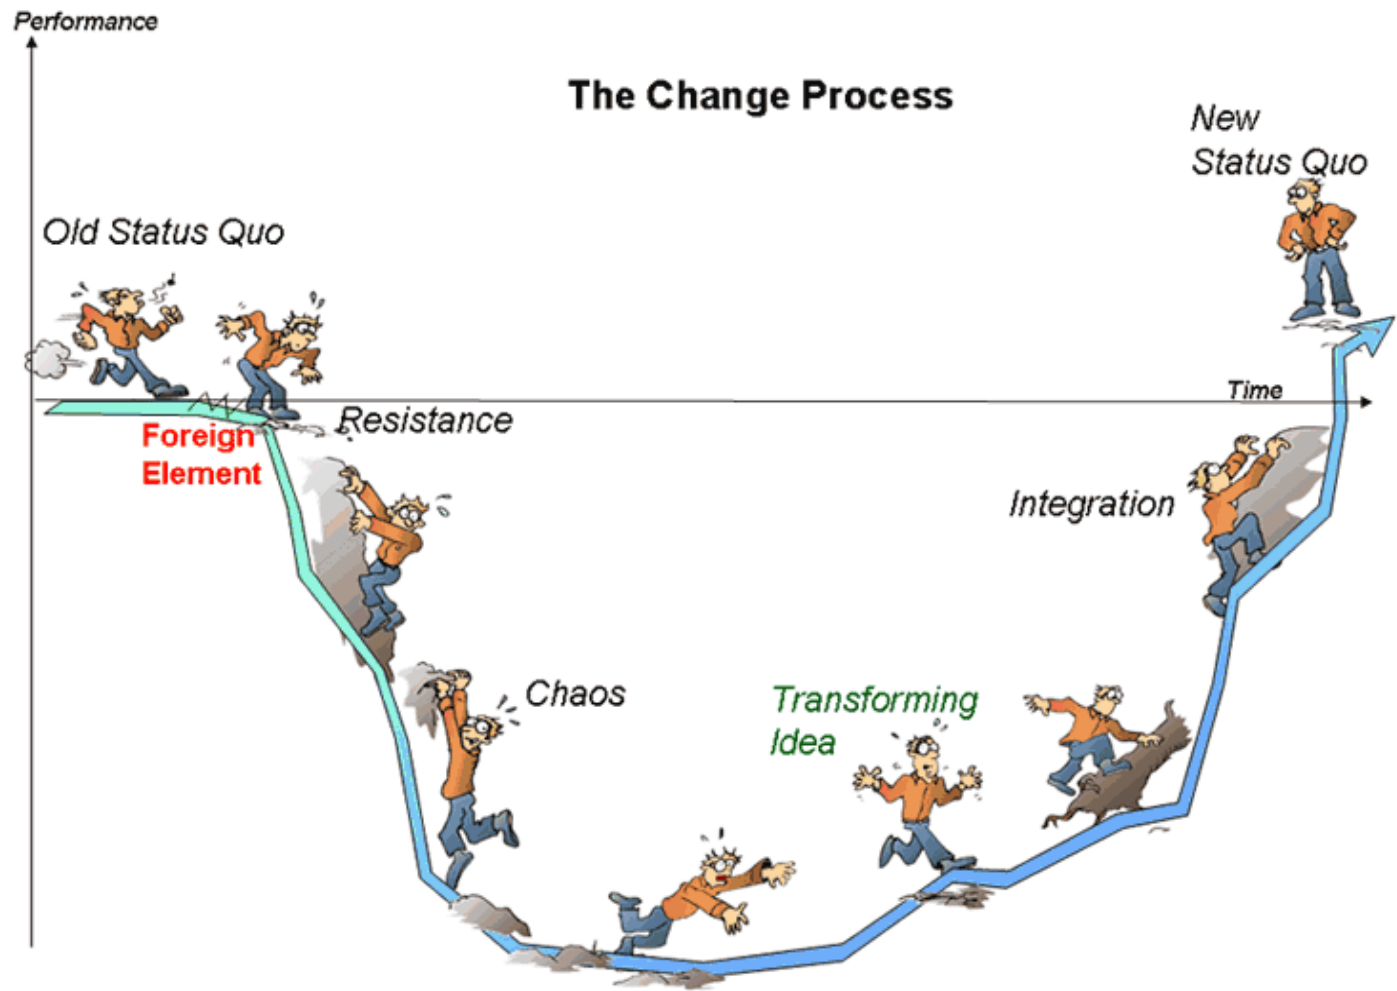 Performance
The Change Process
New
Status Quo
Old Status Quo
Time
Resistance
Foreign
Element
Integration
Chaos
Transforming
Idea